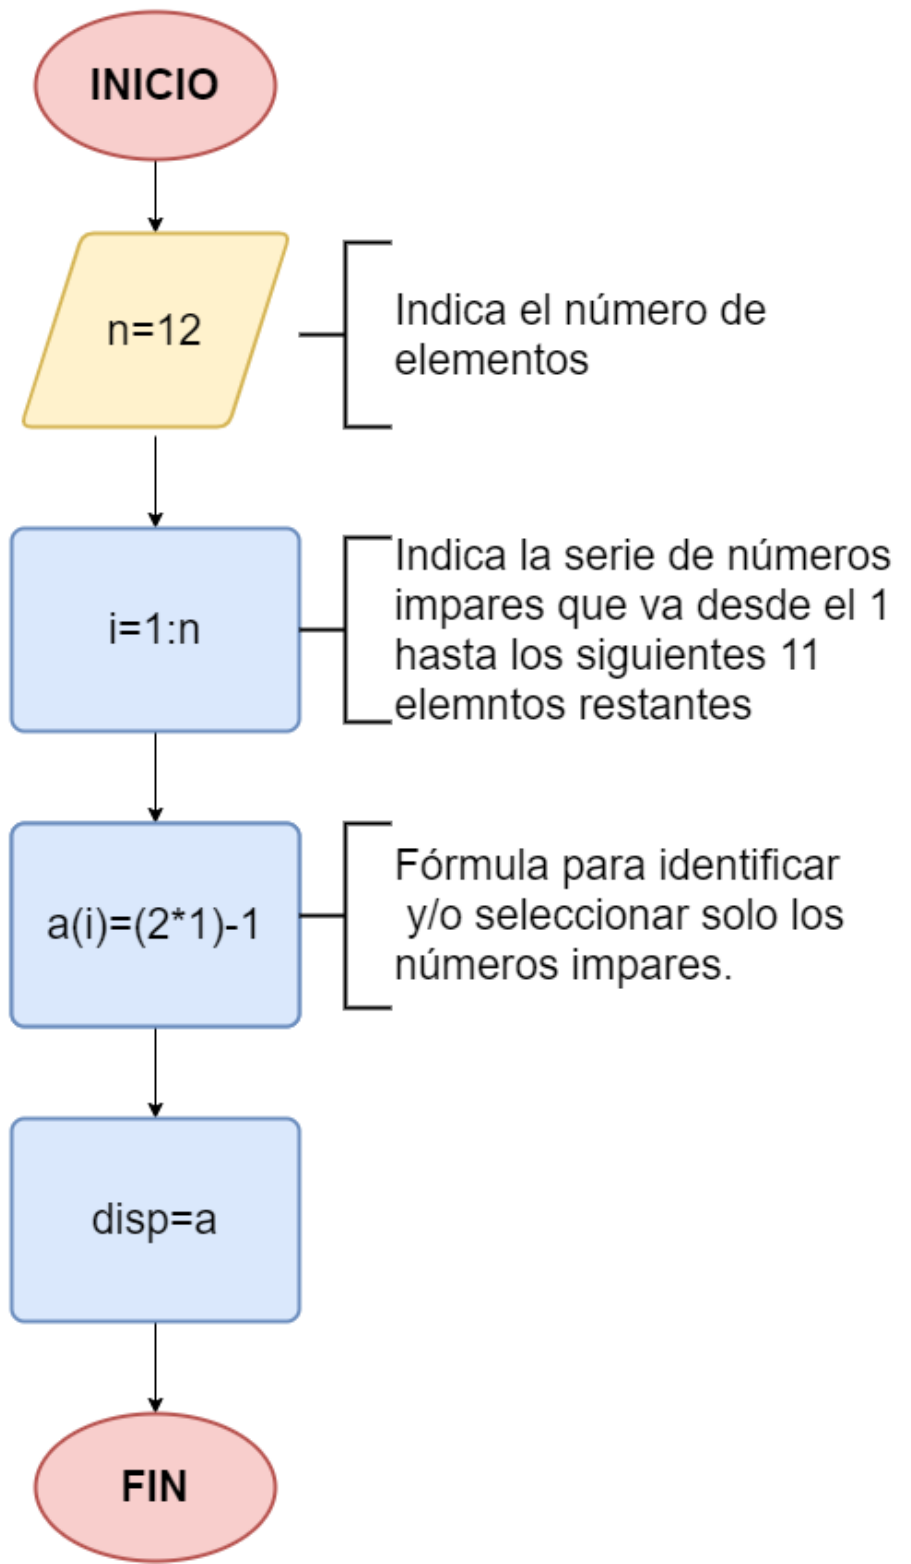 INICIO
n=12
Indica el número de
elementos
i=1:n
Indica la serie de números
impares que va desde el 1
hasta los siguientes 11
elemntos restantes
a(i)=(2*1)-1
Fórmula para identificar
y/o seleccionar solo los
números impares.
disp=a
FIN